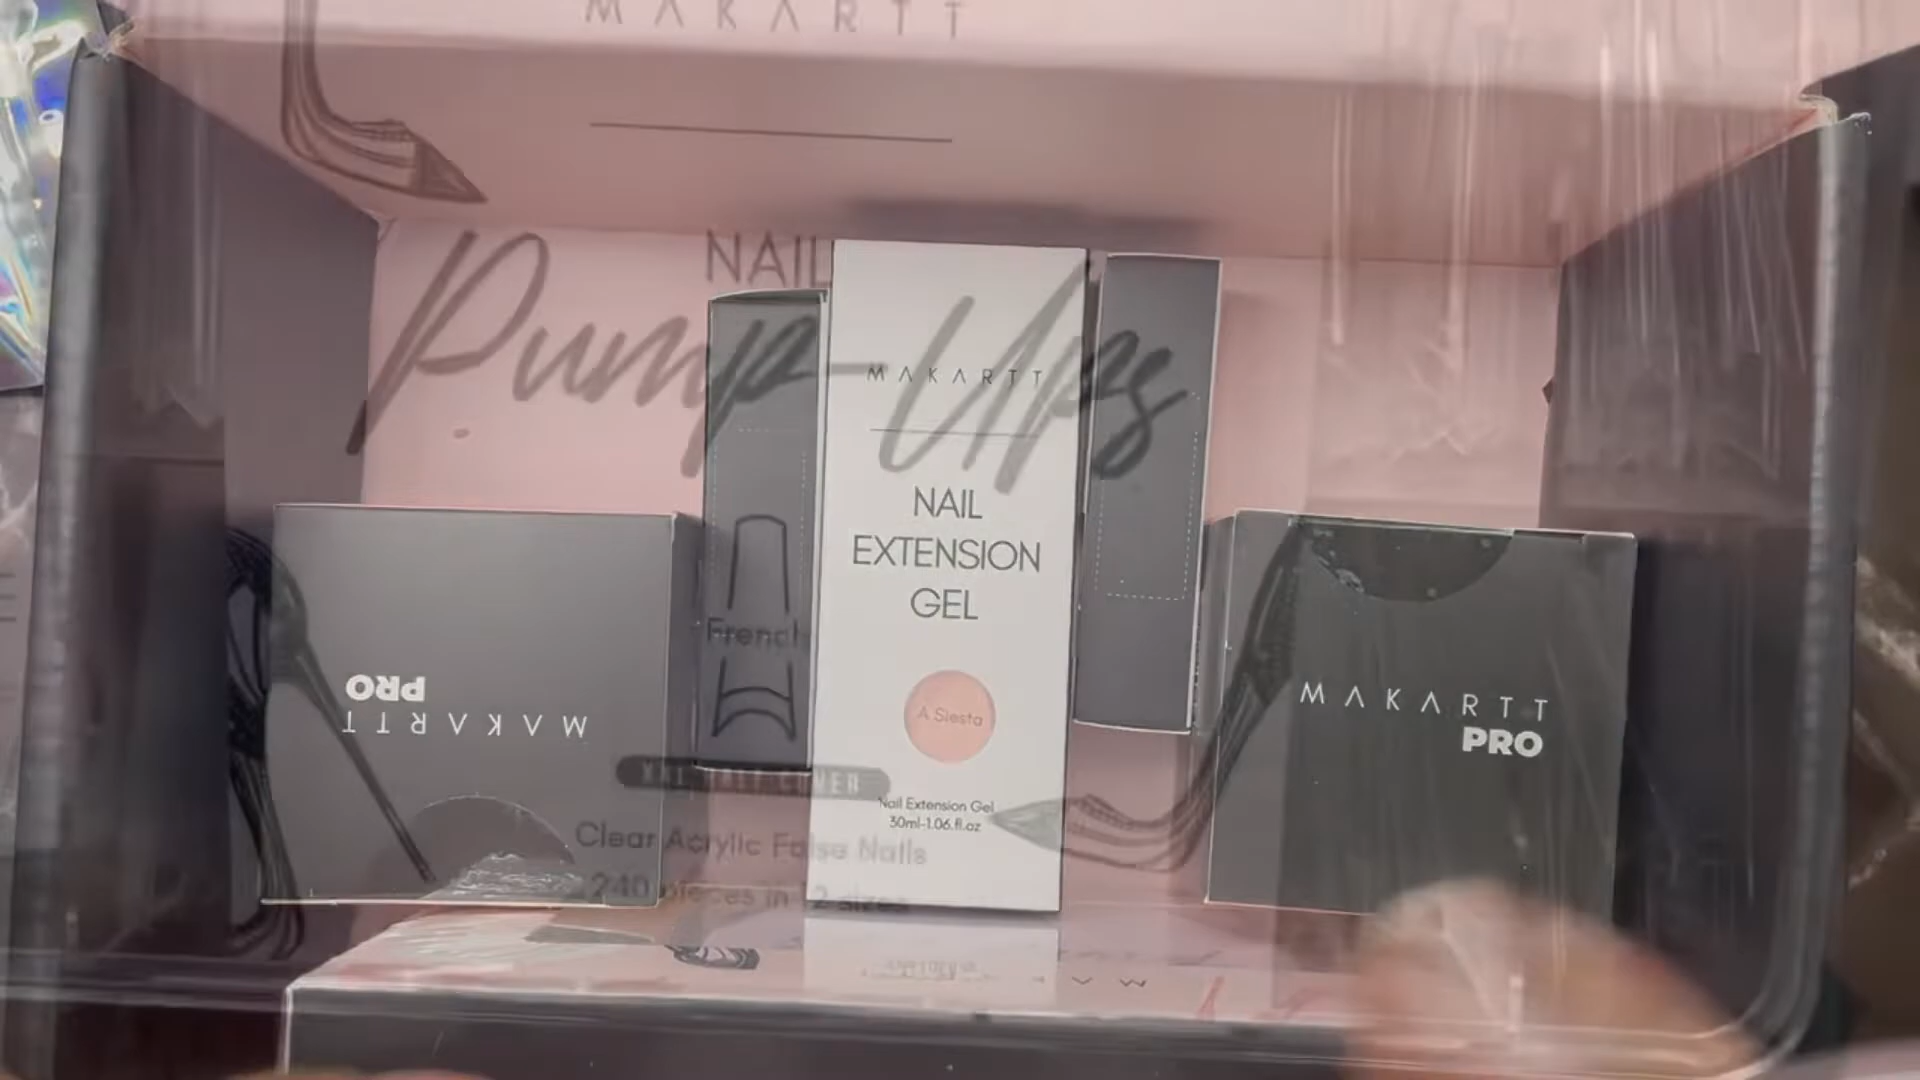 MAKARTT
NAIL
Pump-Ups
MAKARTT
NAIL
EXTENSION
GEL
French
A Siesta
MAKARTT
PRO
MAKARTT
PRO
Nail Extension Gel
30ml-1.06.fl.oz
Clear Acrylic False Nails
240 pieces in 12 sizes